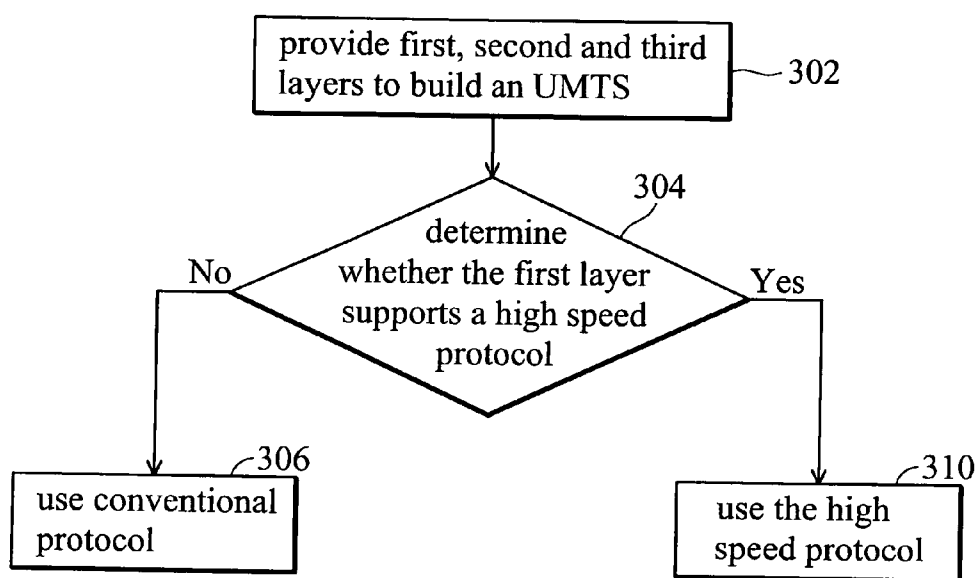 provide first, second and third
layers to build an UMTS
302
304
determine
whether the first layer
supports a high speed
protocol
No
Yes
306
use conventional
protocol
310
use the high
speed protocol